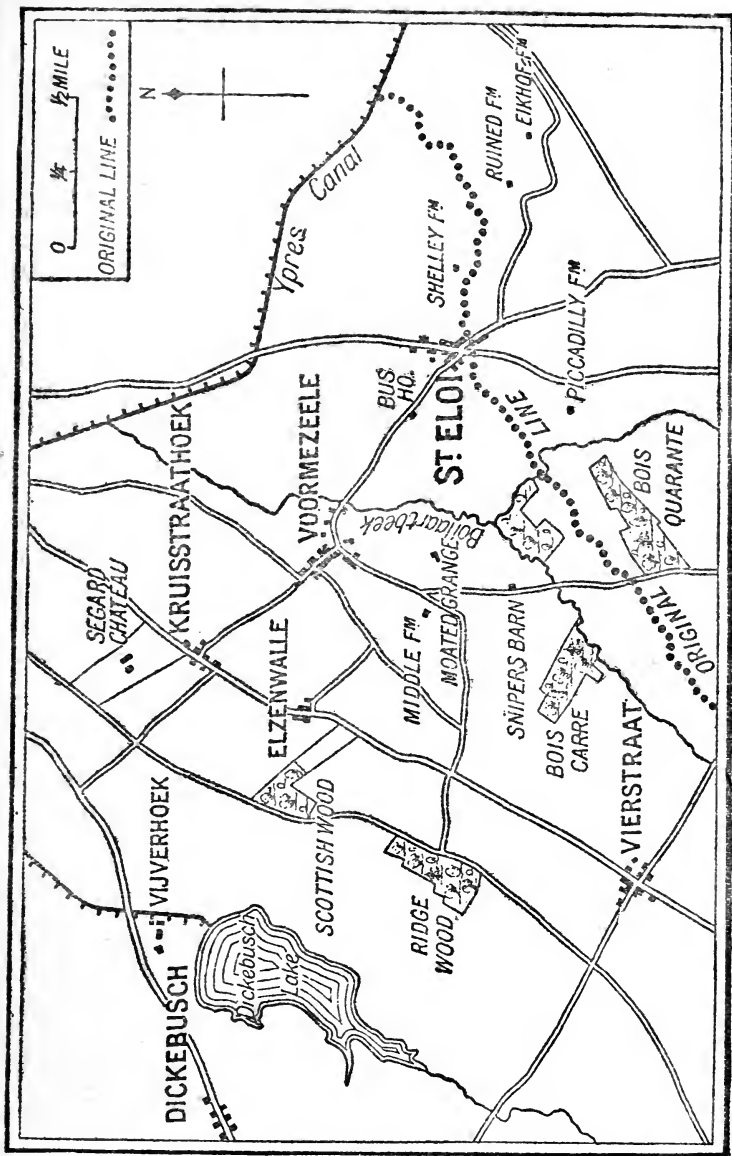 0 ¼ ½ MILE
ORIGINAL LINE
N
DICKEBUSCH
VIJVERHOEK
Dickebusch
Lake
SEGARD
CHATEAU
KRUISSTRAATHOEK
Ypres Canal
ELZENWALLE
VOORMEZEELE
SCOTTISH WOOD
BUS
HO.
MIDDLE FM
MOATED GRANGE
Bollaartbeek
ST ELOI
SHELLEY FM
RUINED FM
EIKHOF FM
RIDGE
WOOD
SNIPERS BARN
BOIS
CARRE
PICCADILLY FM
BOIS
QUARANTE
ORIGINAL LINE
VIERSTRAAT